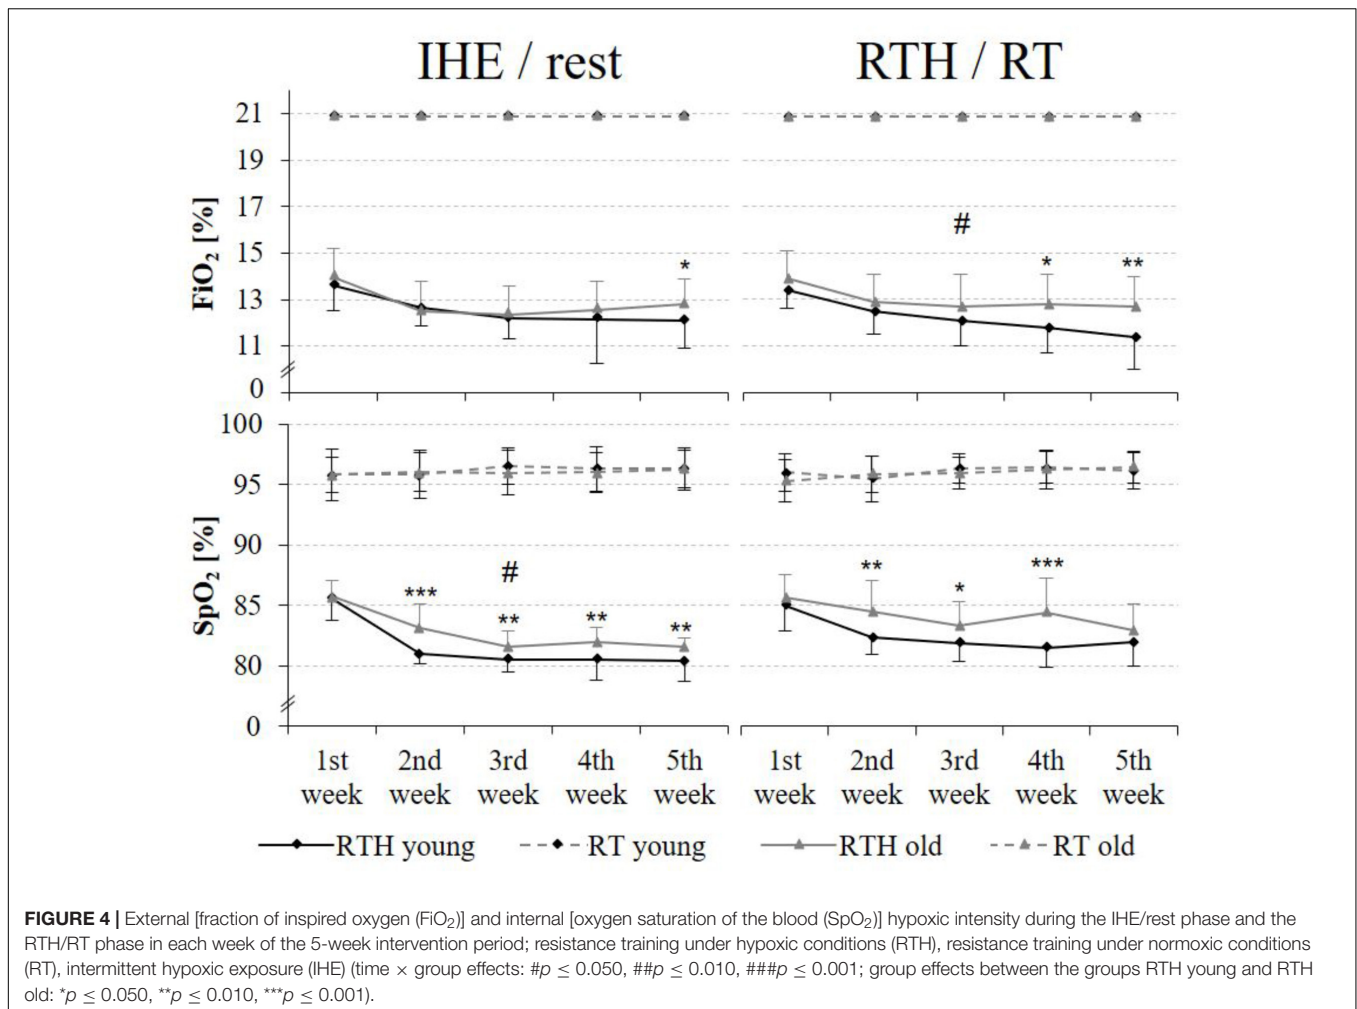 IHE / rest
RTH / RT
FiO₂ [%]
21
19
17
15
13
11
0
*
#
*
**
SpO₂ [%]
100
95
90
85
80
0
***
#
**
**
**
**
*
***
1st week
2nd week
3rd week
4th week
5th week
1st week
2nd week
3rd week
4th week
5th week
RTH young
RT young
RTH old
RT old
FIGURE 4 | External [fraction of inspired oxygen (FiO₂)] and internal [oxygen saturation of the blood (SpO₂)] hypoxic intensity during the IHE/rest phase and the
RTH/RT phase in each week of the 5-week intervention period; resistance training under hypoxic conditions (RTH), resistance training under normoxic conditions
(RT), intermittent hypoxic exposure (IHE) (time × group effects: #p ≤ 0.050, ##p ≤ 0.010, ###p ≤ 0.001; group effects between the groups RTH young and RTH
old: *p ≤ 0.050, **p ≤ 0.010, ***p ≤ 0.001).